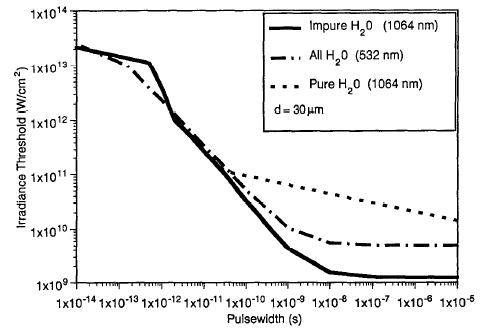 1x10^14
1x10^13
1x10^12
1x10^11
1x10^10
1x10^9
Irradiance Threshold (W/cm²)
Impure H₂0 (1064 nm)
All H₂0 (532 nm)
Pure H₂0 (1064 nm)
d = 30μm
1x10^-14 1x10^-13 1x10^-12 1x10^-11 1x10^-10 1x10^-9 1x10^-8 1x10^-7 1x10^-6 1x10^-5
Pulsewidth (s)